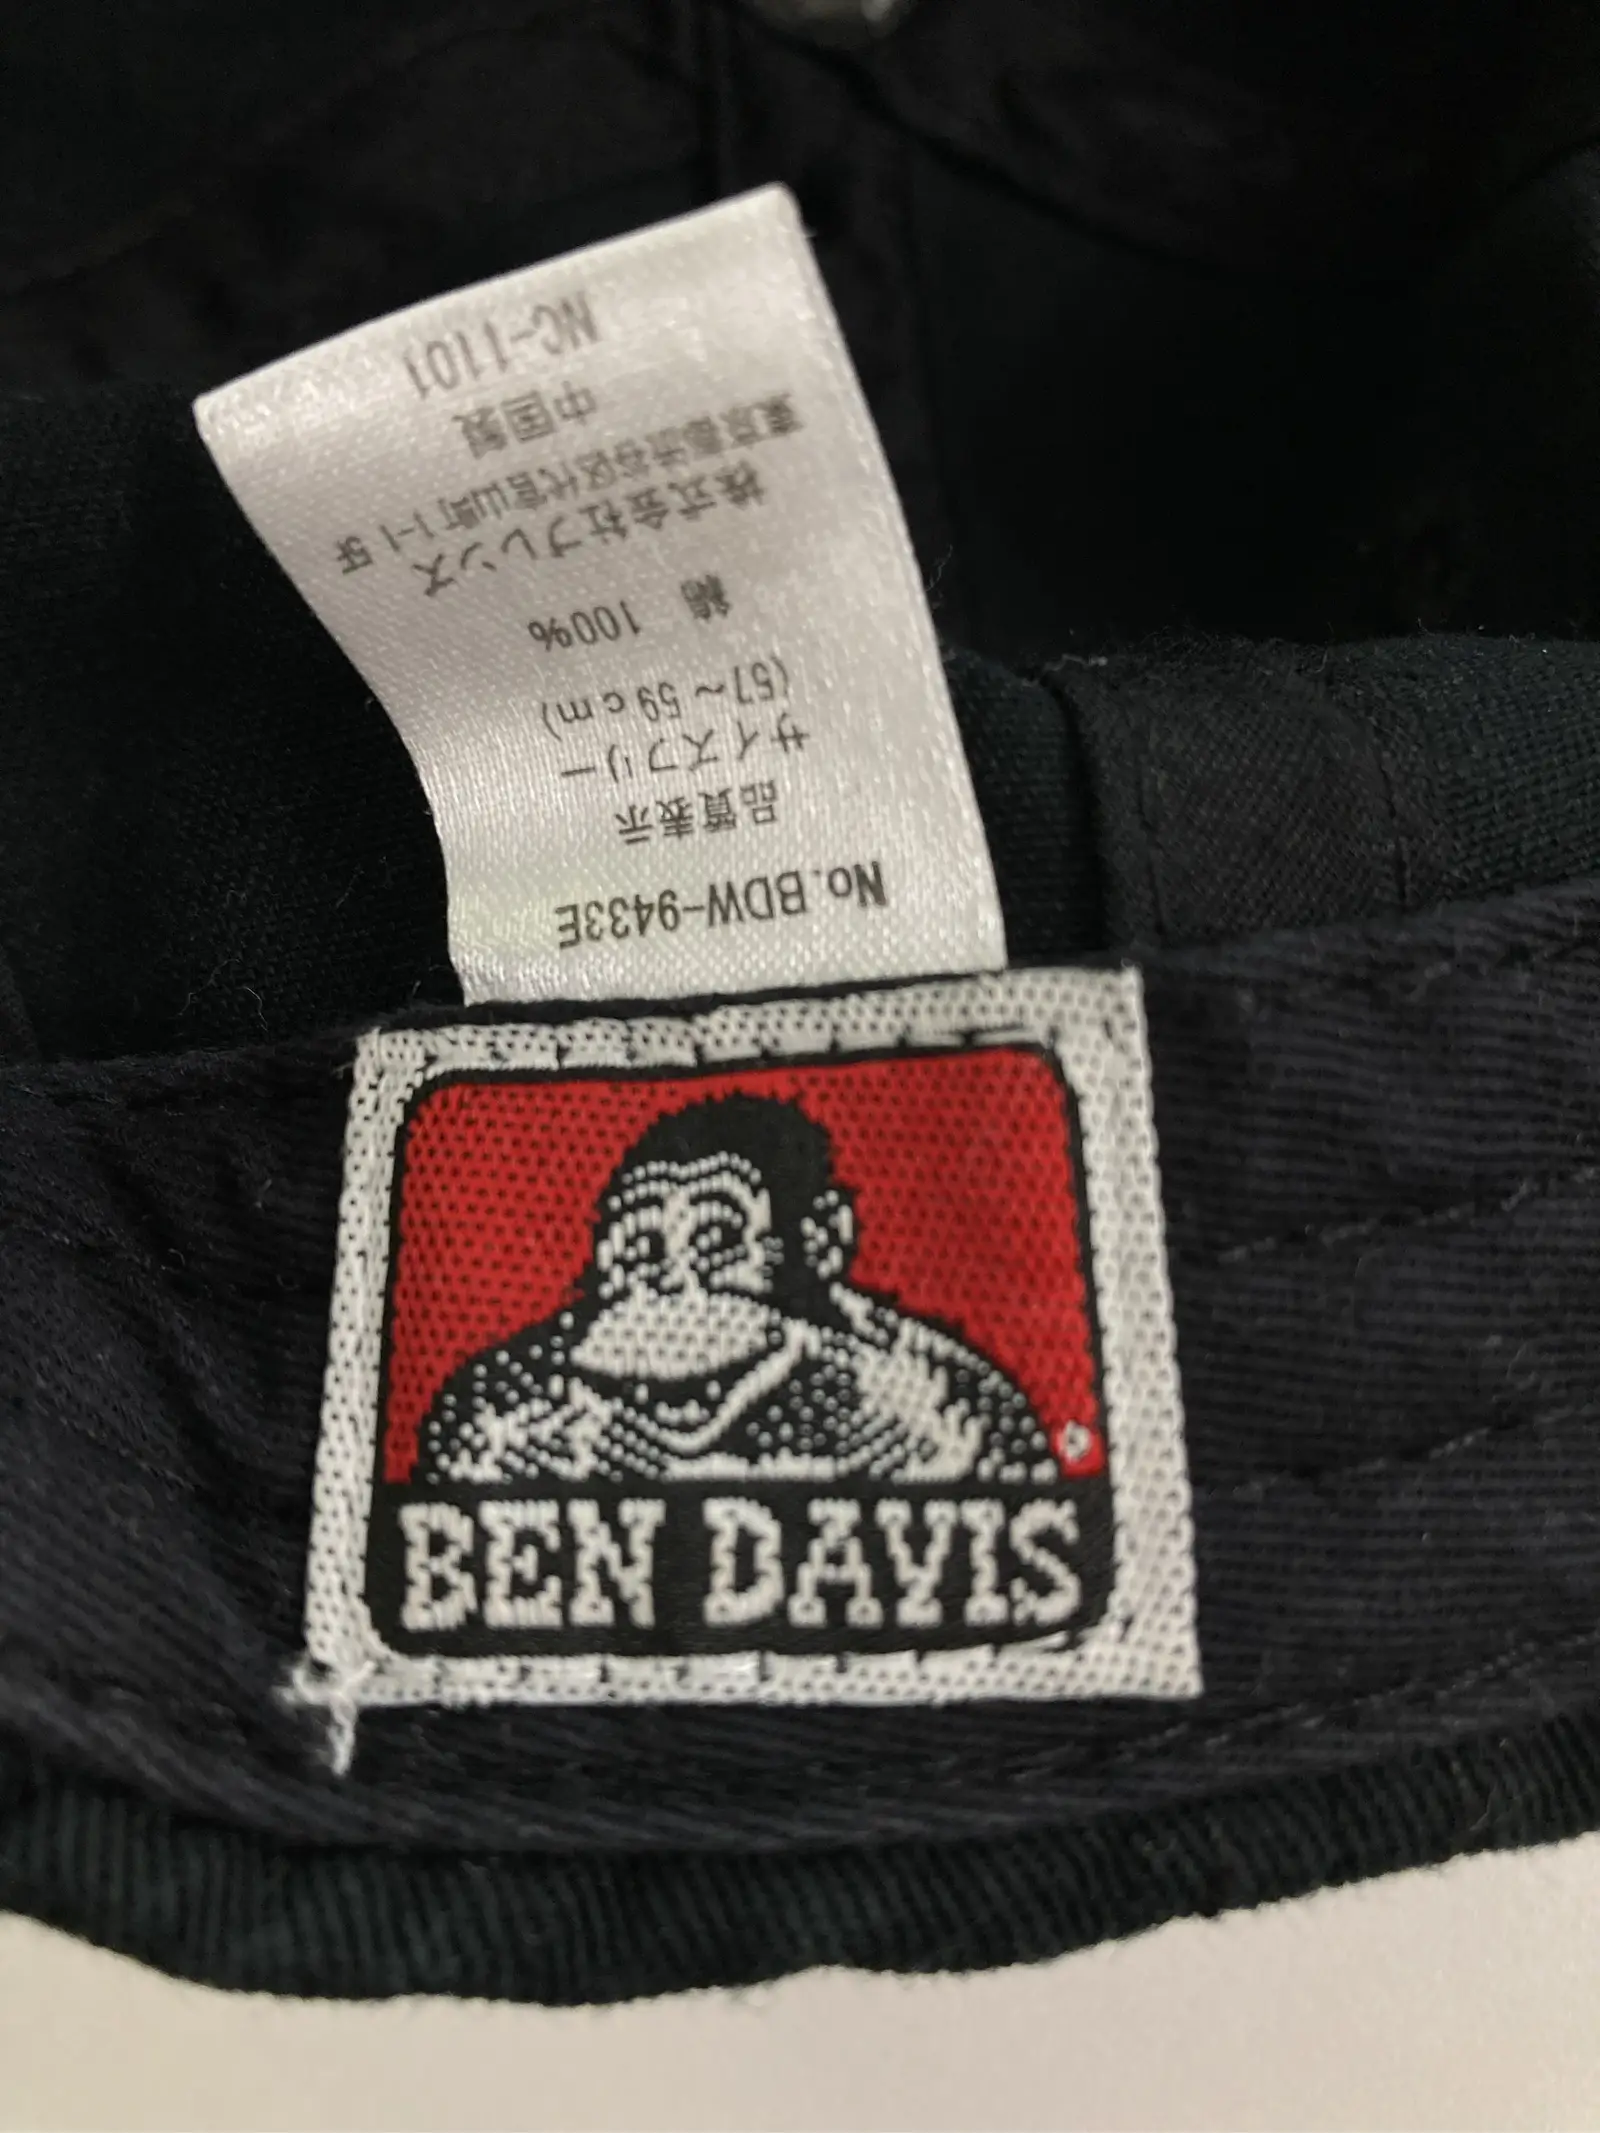 No.BDW-9433E
品質表示
サイズフリー
(57～59cm)
綿 100%
株式会社プレンズ
東京都渋谷区代官山町1-1 5F
中国製
NC-1101
BEN DAVIS